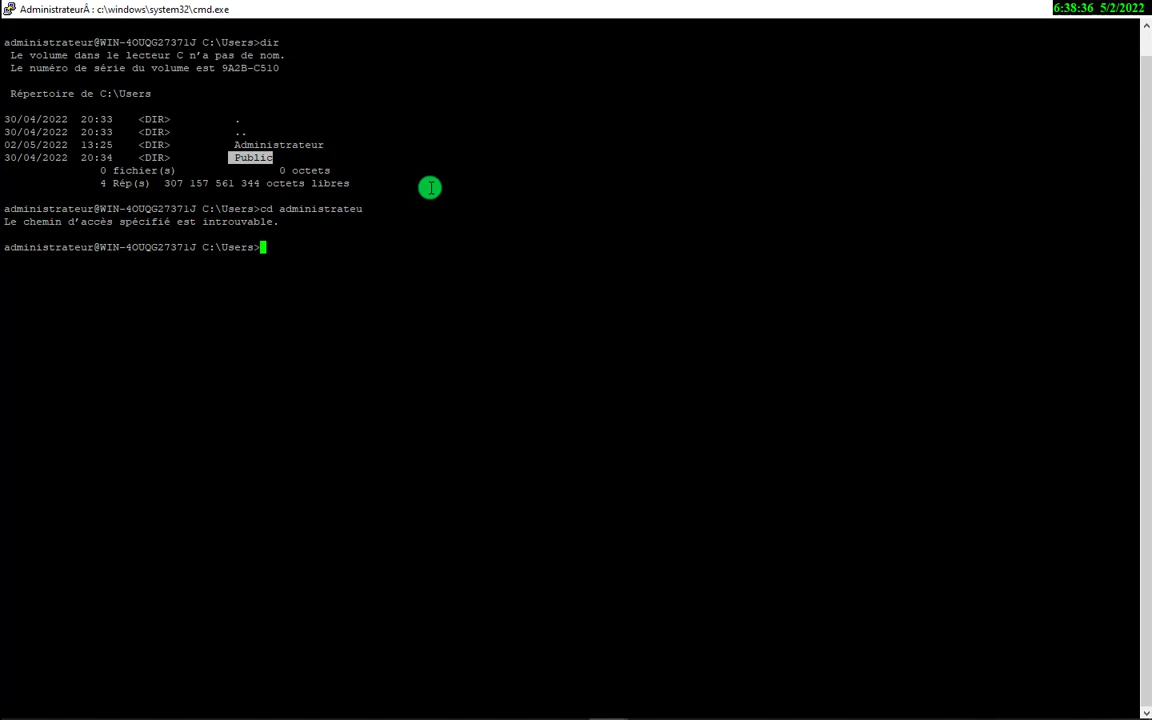 AdministrateurÂ : c:\windows\system32\cmd.exe
6:38:36 5/2/2022
administrateur@WIN-4OUQG27371J C:\Users>dir
Le volume dans le lecteur C n'a pas de nom.
Le numéro de série du volume est 9A2B-C510
Répertoire de C:\Users
30/04/2022 20:33 <DIR> .
30/04/2022 20:33 <DIR> ..
02/05/2022 13:25 <DIR> Administrateur
30/04/2022 20:34 <DIR> Public
0 fichier(s) 0 octets
4 Rép(s) 307 157 561 344 octets libres
administrateur@WIN-4OUQG27371J C:\Users>cd administrateu
Le chemin d'accès spécifié est introuvable.
administrateur@WIN-4OUQG27371J C:\Users>